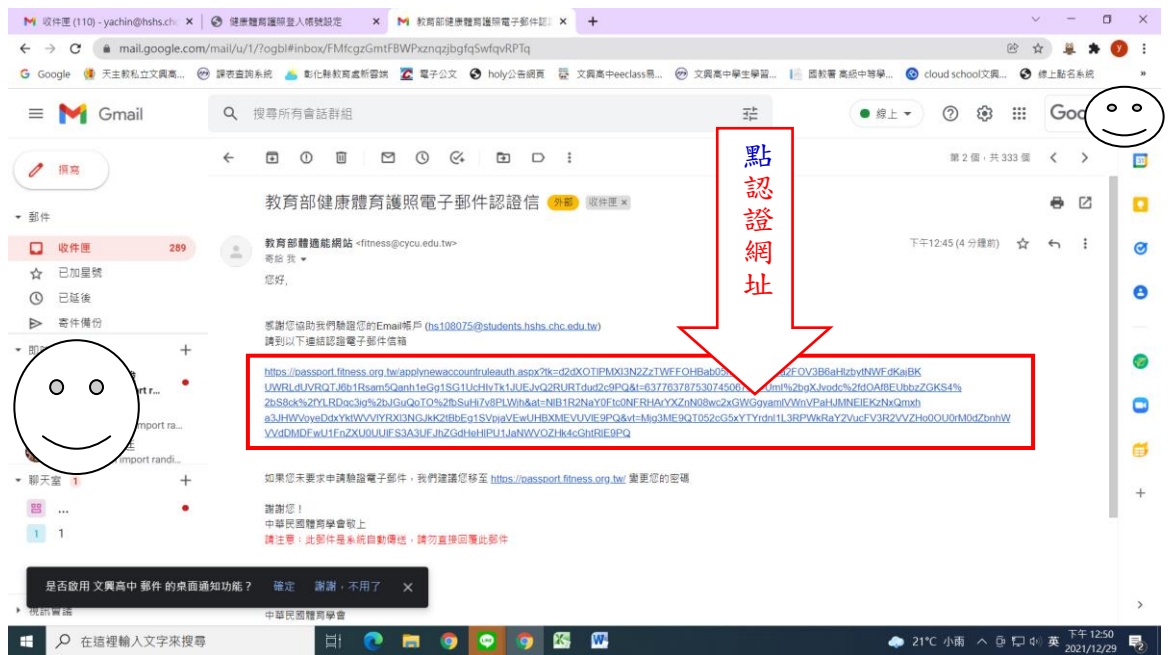 收件匣 (110) - yachin@hshs.ch
健康體育護照登入帳號設定
教育部健康體育護照電子郵件認
mail.google.com/mail/u/1/?ogbl#inbox/FMfcgzGmtFBWPxznqzjbgfqSwfqvRPTq
Google
天主教私立文興高...
課表查詢系統
彰化縣教育處新雲端
電子公文
holy公告網頁
文興高中eeclass易...
文興高中學生學習...
國教署 高級中等學...
cloud school文興...
線上點名系統
Gmail
搜尋所有會話群組
線上
撰寫
第 2 個，共 333 個
點
認
證
網
址
教育部健康體育護照電子郵件認證信
外部
收件匣 ×
郵件
收件匣 289
教育部體適能網站 <fitness@cycu.edu.tw>
下午12:45 (4 分鐘前)
寄給 我
已加星號
您好,
已延後
寄件備份
感謝您協助我們驗證您的Email帳戶 (hs108075@students.hshs.chc.edu.tw)
請到以下連結認證電子郵件信箱
import r...
import ra...
import randi...
聊天室 1
...
1 1
如果您未要求申請驗證電子郵件，我們建議您移至 https://passport.fitness.org.tw/ 變更您的密碼
謝謝您！
中華民國體育學會敬上
請注意：此郵件是系統自動傳送，請勿直接回覆此郵件
是否啟用 文興高中 郵件 的桌面通知功能？ 確定 謝謝，不用了
視訊會議
中華民國體育學會
在這裡輸入文字來搜尋
21°C 小雨
英
下午 12:50
2021/12/29